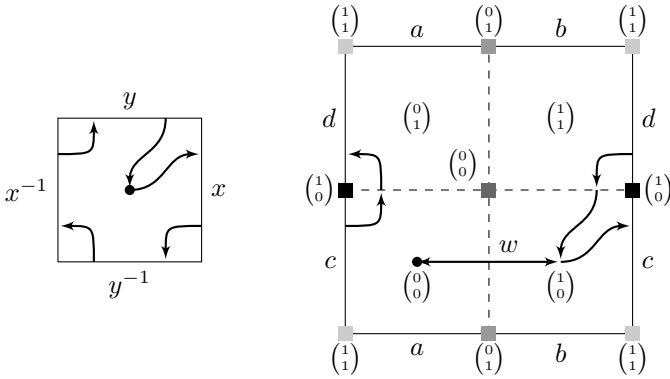 y
x⁻¹
x
y⁻¹
(1 1) (0 1) (1 1)
a b
d (0 1) (1 1) d
(0 0)
(1 0) (1 0)
c w c
(0 0) (1 0)
(1 1) a (0 1) b (1 1)